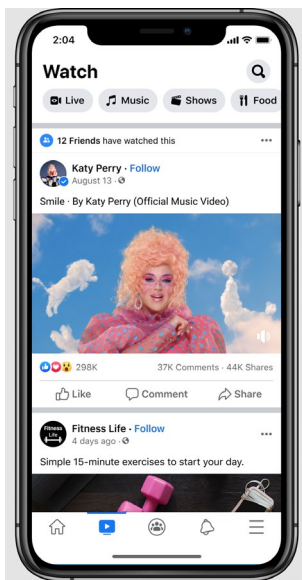 2:04
Watch
Live Music Shows Food
12 Friends have watched this
Katy Perry · Follow
August 13 ·
Smile · By Katy Perry (Official Music Video)
298K 37K Comments · 44K Shares
Like Comment Share
Fitness Life
Fitness Life · Follow
4 days ago ·
Simple 15-minute exercises to start your day.